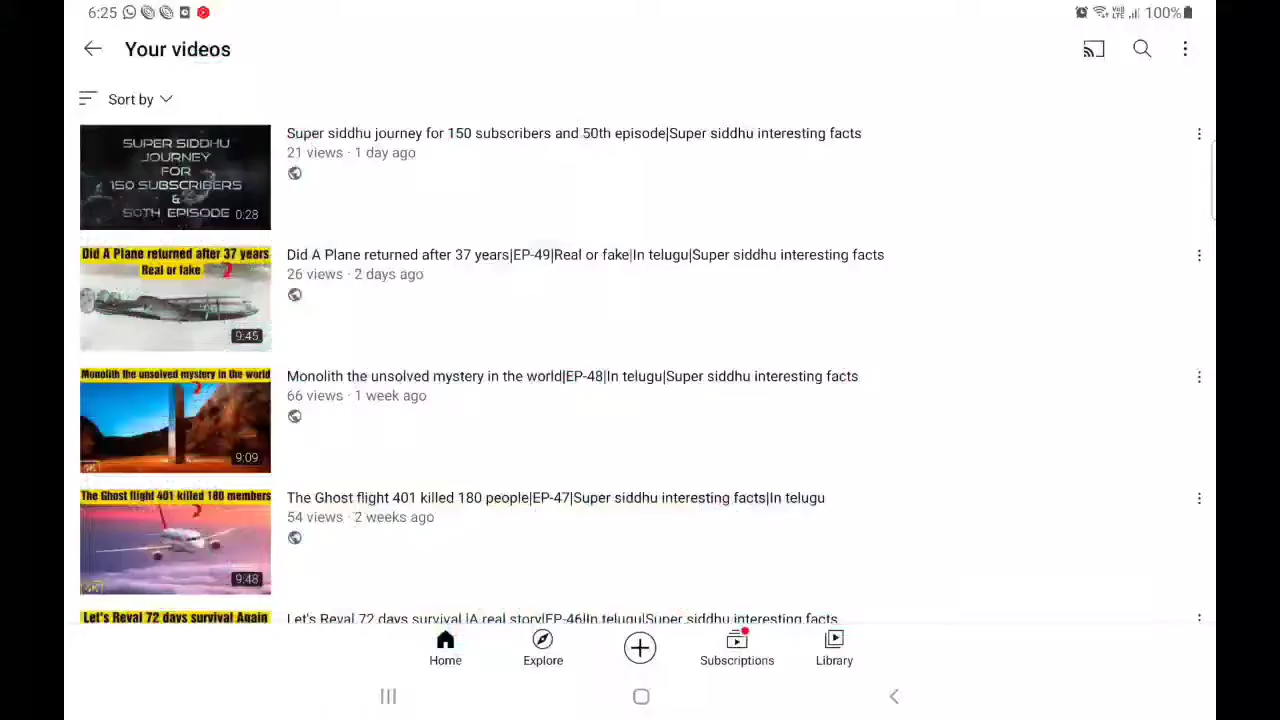 6:25
100%
Your videos
Sort by
SUPER SIDDHU
JOURNEY
FOR
150 SUBSCRIBERS
&
50TH EPISODE
0:28
Super siddhu journey for 150 subscribers and 50th episode|Super siddhu interesting facts
21 views · 1 day ago
Did A Plane returned after 37 years
Real or fake
9:45
Did A Plane returned after 37 years|EP-49|Real or fake|In telugu|Super siddhu interesting facts
26 views · 2 days ago
Monolith the unsolved mystery in the world
9:09
Monolith the unsolved mystery in the world|EP-48|In telugu|Super siddhu interesting facts
66 views · 1 week ago
The Ghost flight 401 killed 180 members
9:48
The Ghost flight 401 killed 180 people|EP-47|Super siddhu interesting facts|In telugu
54 views · 2 weeks ago
Let's Reval 72 days survival Again
Let's Reval 72 days survival |A real story|EP-46|In telugu|Super siddhu interesting facts
Home
Explore
Subscriptions
Library